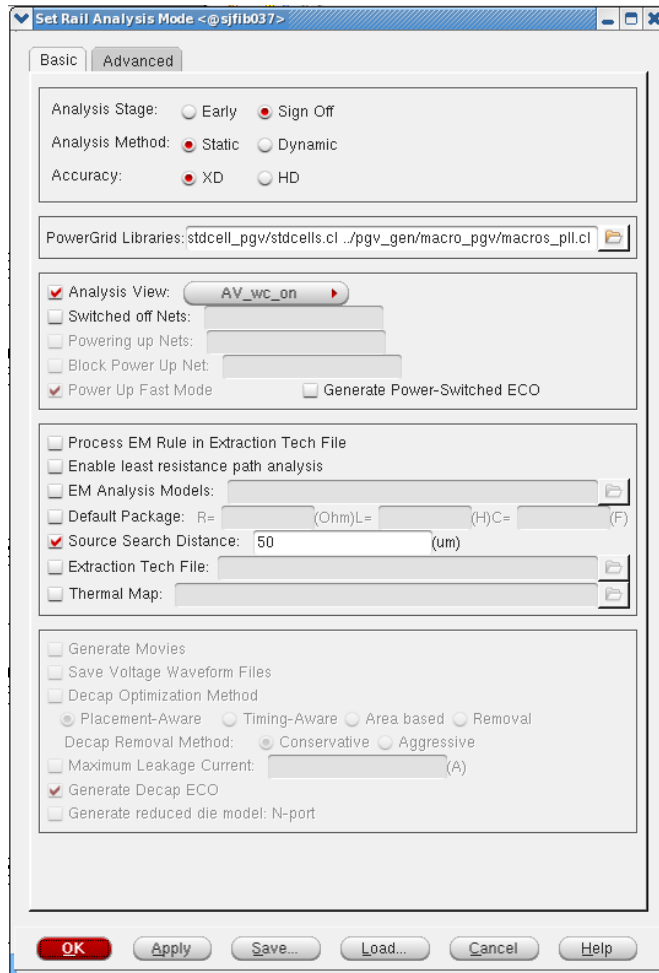 Set Rail Analysis Mode <@sjfib037>
Basic Advanced
Analysis Stage: Early Sign Off
Analysis Method: Static Dynamic
Accuracy: XD HD
PowerGrid Libraries: stdcell_pgv/stdcells.cl ../pgv_gen/macro_pgv/macros_pll.cl
Analysis View: AV_wc_on
Switched off Nets:
Powering up Nets:
Block Power Up Net:
Power Up Fast Mode Generate Power-Switched ECO
Process EM Rule in Extraction Tech File
Enable least resistance path analysis
EM Analysis Models:
Default Package: R= (Ohm)L= (H)C= (F)
Source Search Distance: 50 (um)
Extraction Tech File:
Thermal Map:
Generate Movies
Save Voltage Waveform Files
Decap Optimization Method
Placement-Aware Timing-Aware Area based Removal
Decap Removal Method: Conservative Aggressive
Maximum Leakage Current: (A)
Generate Decap ECO
Generate reduced die model: N-port
OK Apply Save... Load... Cancel Help